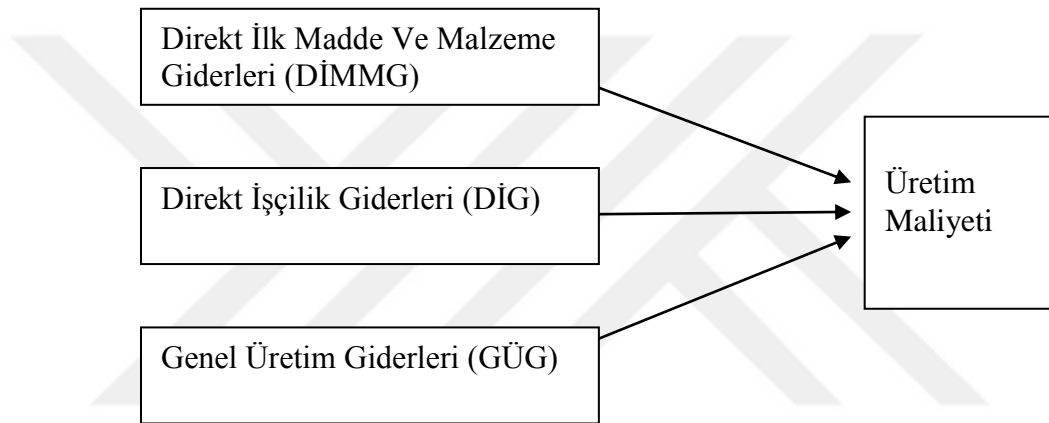 Direkt İlk Madde Ve Malzeme
Giderleri (DİMMG)
Direkt İşçilik Giderleri (DİG)
Üretim
Maliyeti
Genel Üretim Giderleri (GÜG)